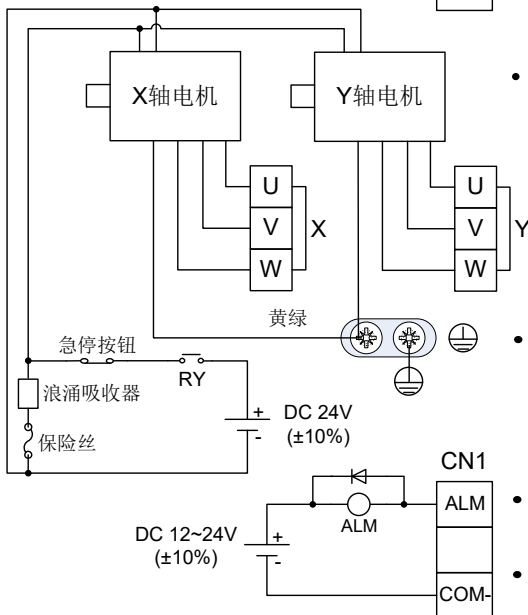 X轴电机
Y轴电机
U
V
W
X
U
V
W
Y
黄绿
急停按钮
RY
浪涌吸收器
保险丝
+
-
DC 24V
(±10%)
CN1
ALM
ALM
DC 12~24V
(±10%)
+
-
COM-